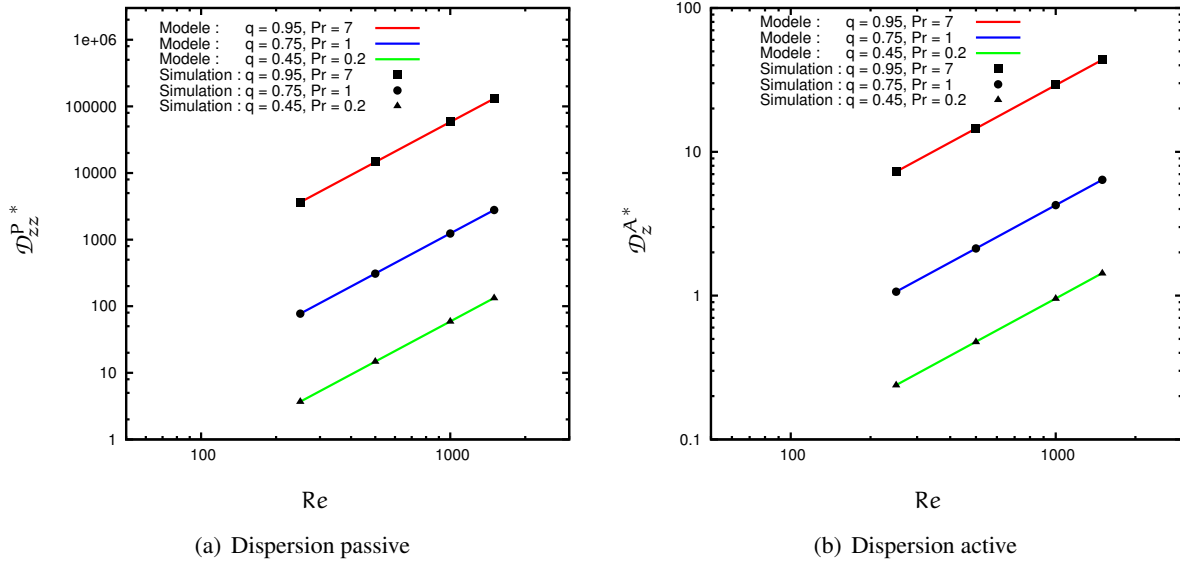 Modele : q = 0.95, Pr = 7
Modele : q = 0.75, Pr = 1
Modele : q = 0.45, Pr = 0.2
Simulation : q = 0.95, Pr = 7
Simulation : q = 0.75, Pr = 1
Simulation : q = 0.45, Pr = 0.2
1e+06
100000
10000
1000
100
10
1
𝒟zz^P*
100 1000
Re
(a) Dispersion passive
Modele : q = 0.95, Pr = 7
Modele : q = 0.75, Pr = 1
Modele : q = 0.45, Pr = 0.2
Simulation : q = 0.95, Pr = 7
Simulation : q = 0.75, Pr = 1
Simulation : q = 0.45, Pr = 0.2
100
10
1
0.1
𝒟z^A*
100 1000
Re
(b) Dispersion active